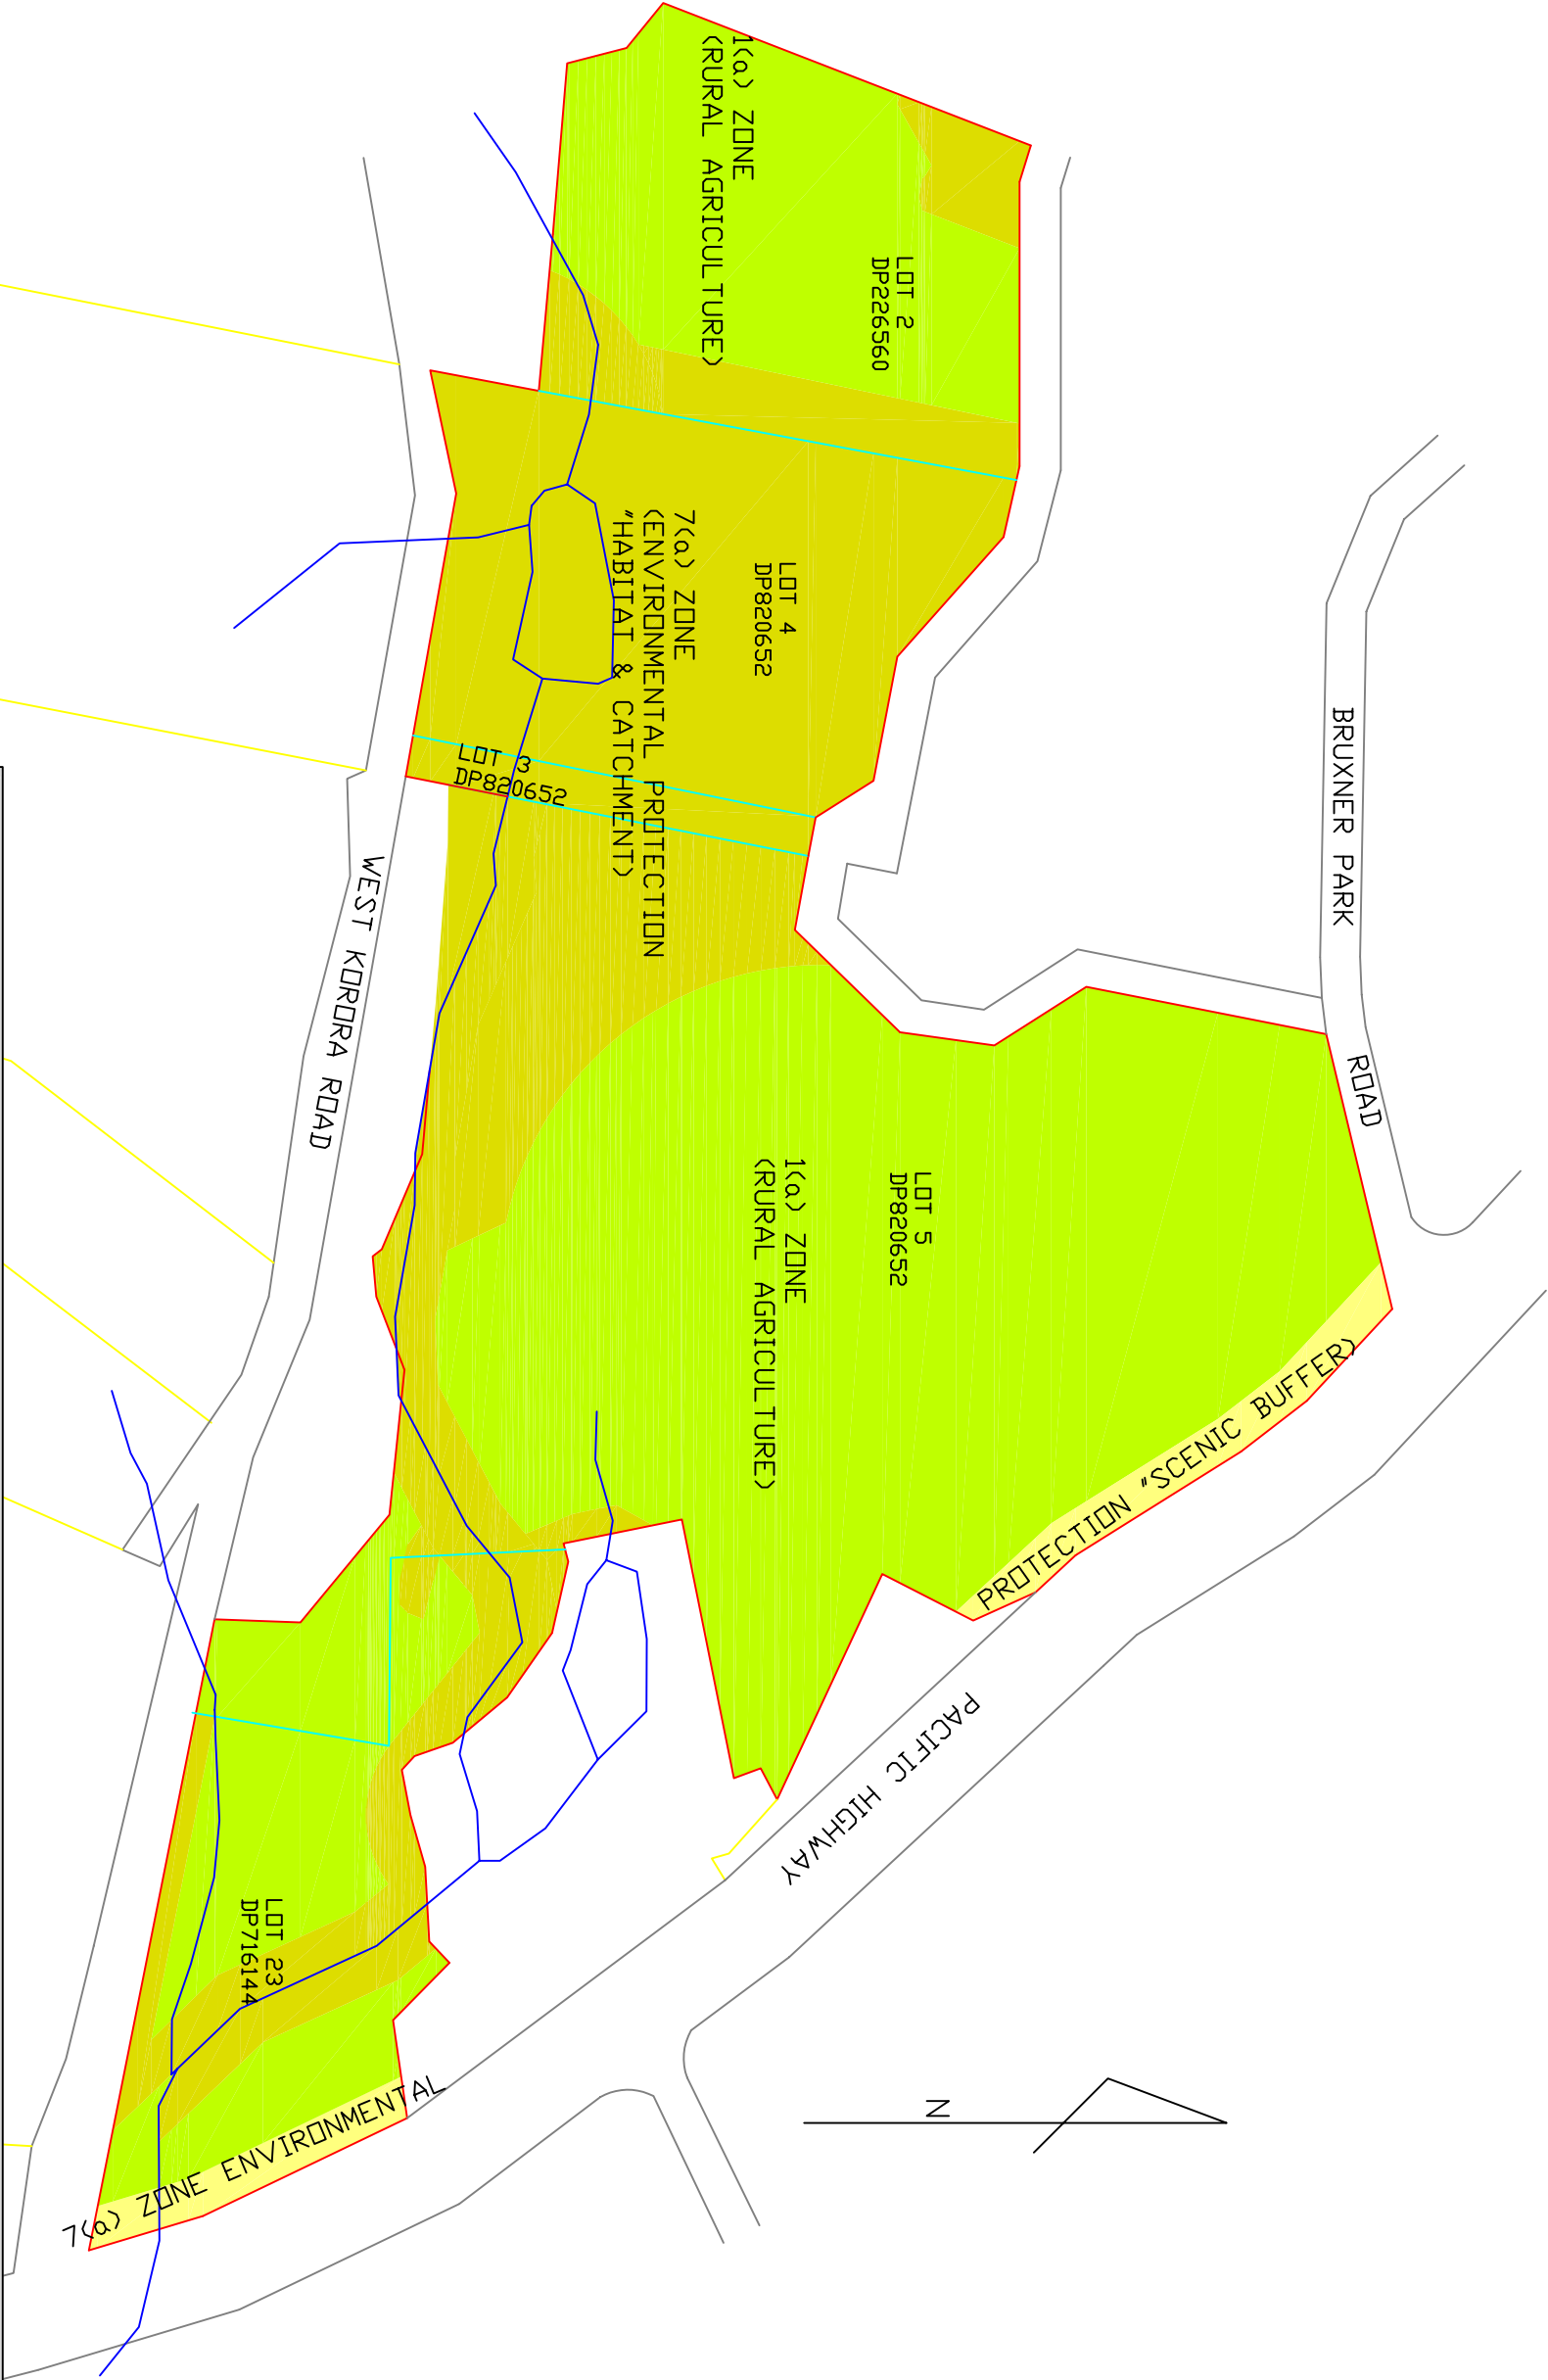 1(a) ZONE
(RURAL AGRICULTURE)
LOT 2
DP226560
7(a) ZONE
(ENVIRONMENTAL PROTECTION
"HABITAT & CATCHMENT)
LOT 4
DP820652
LOT 3
DP820652
BRUXNER PARK ROAD
WEST KORORA ROAD
1(a) ZONE
(RURAL AGRICULTURE)
LOT 5
DP820652
7(a) ZONE ENVIRONMENTAL
PROTECTION "SCENIC BUFFER)
PACIFIC HIGHWAY
LOT 23
DP716144
N